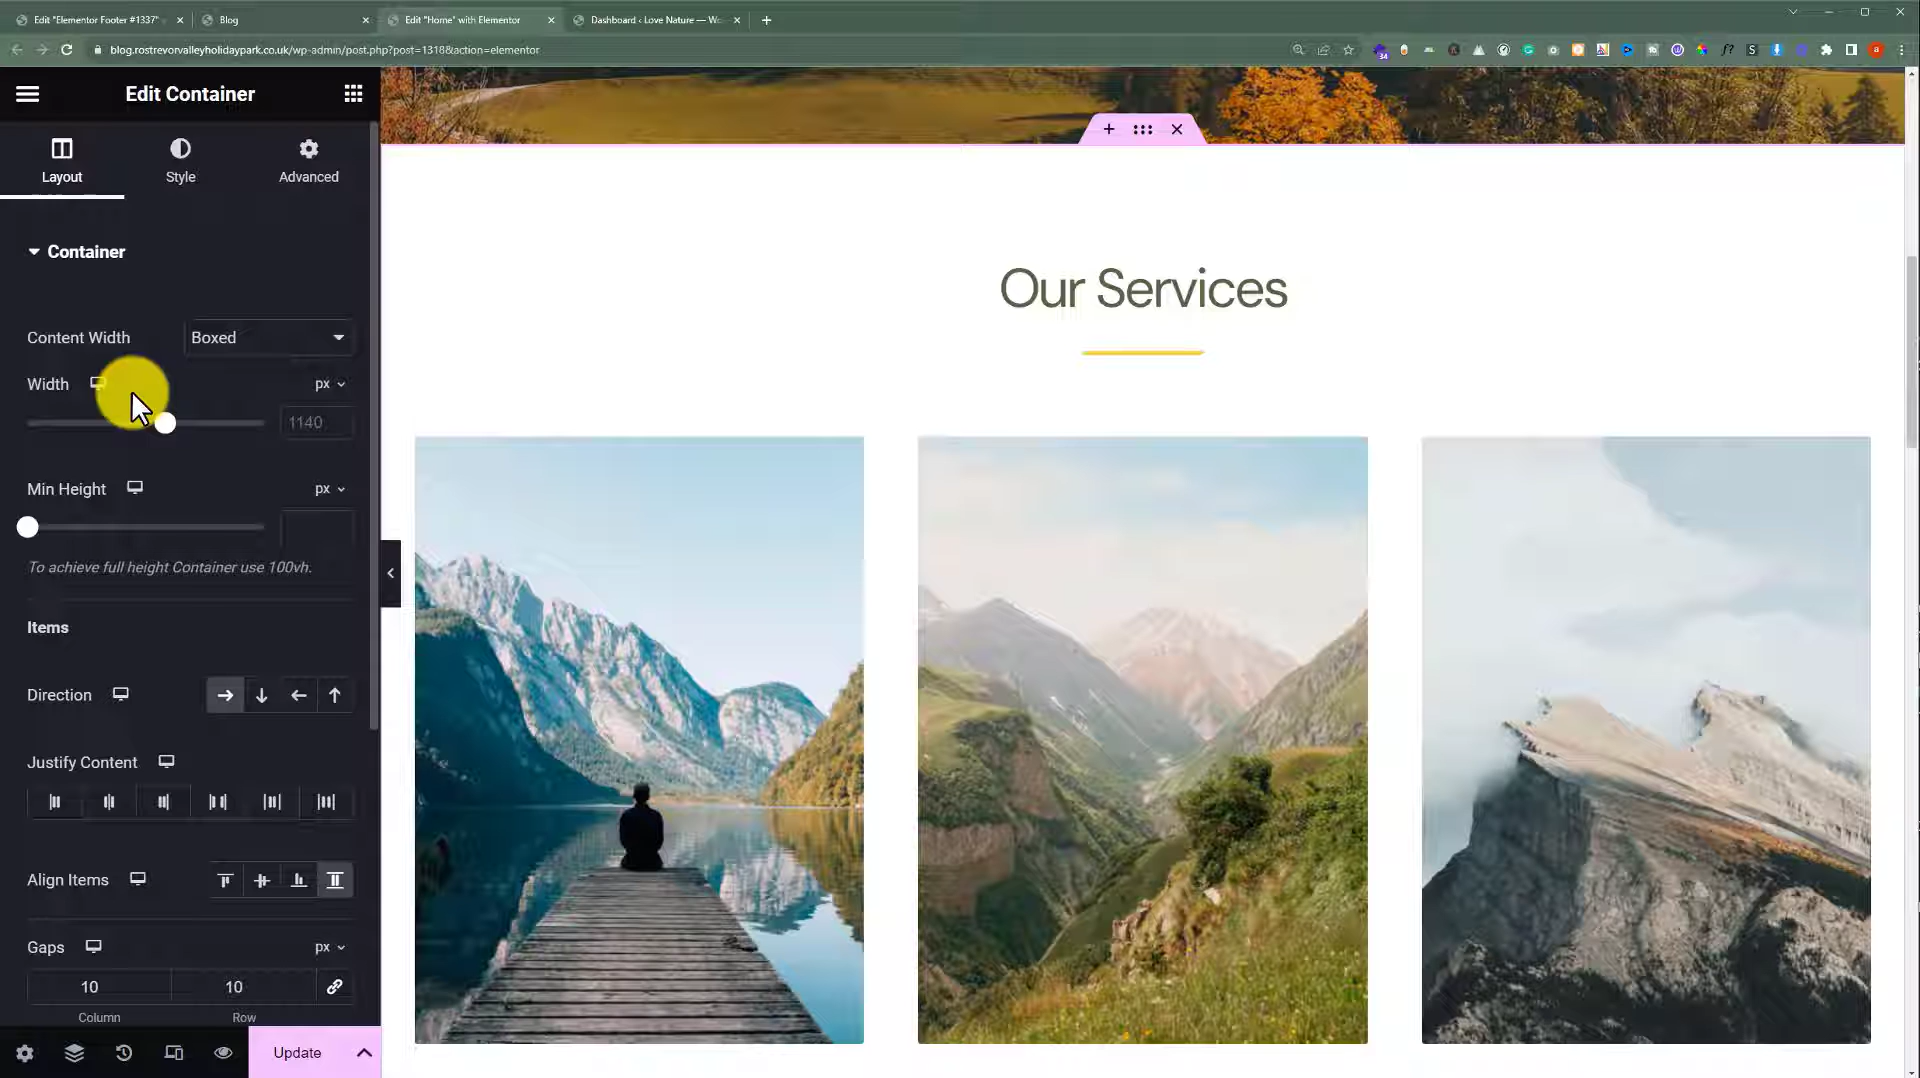 Edit "Elementor Footer #1337"
Blog
Edit "Home" with Elementor
Dashboard ‹ Love Nature — Wo
blog.rostrevorvalleyholidaypark.co.uk/wp-admin/post.php?post=1318&action=elementor
34
f?
S
a
Edit Container
Layout
Style
Advanced
Container
Content Width
Boxed
Width
px
1140
Min Height
px
To achieve full height Container use 100vh.
Items
Direction
Justify Content
Align Items
Gaps
px
10
10
Column
Row
Update
Our Services